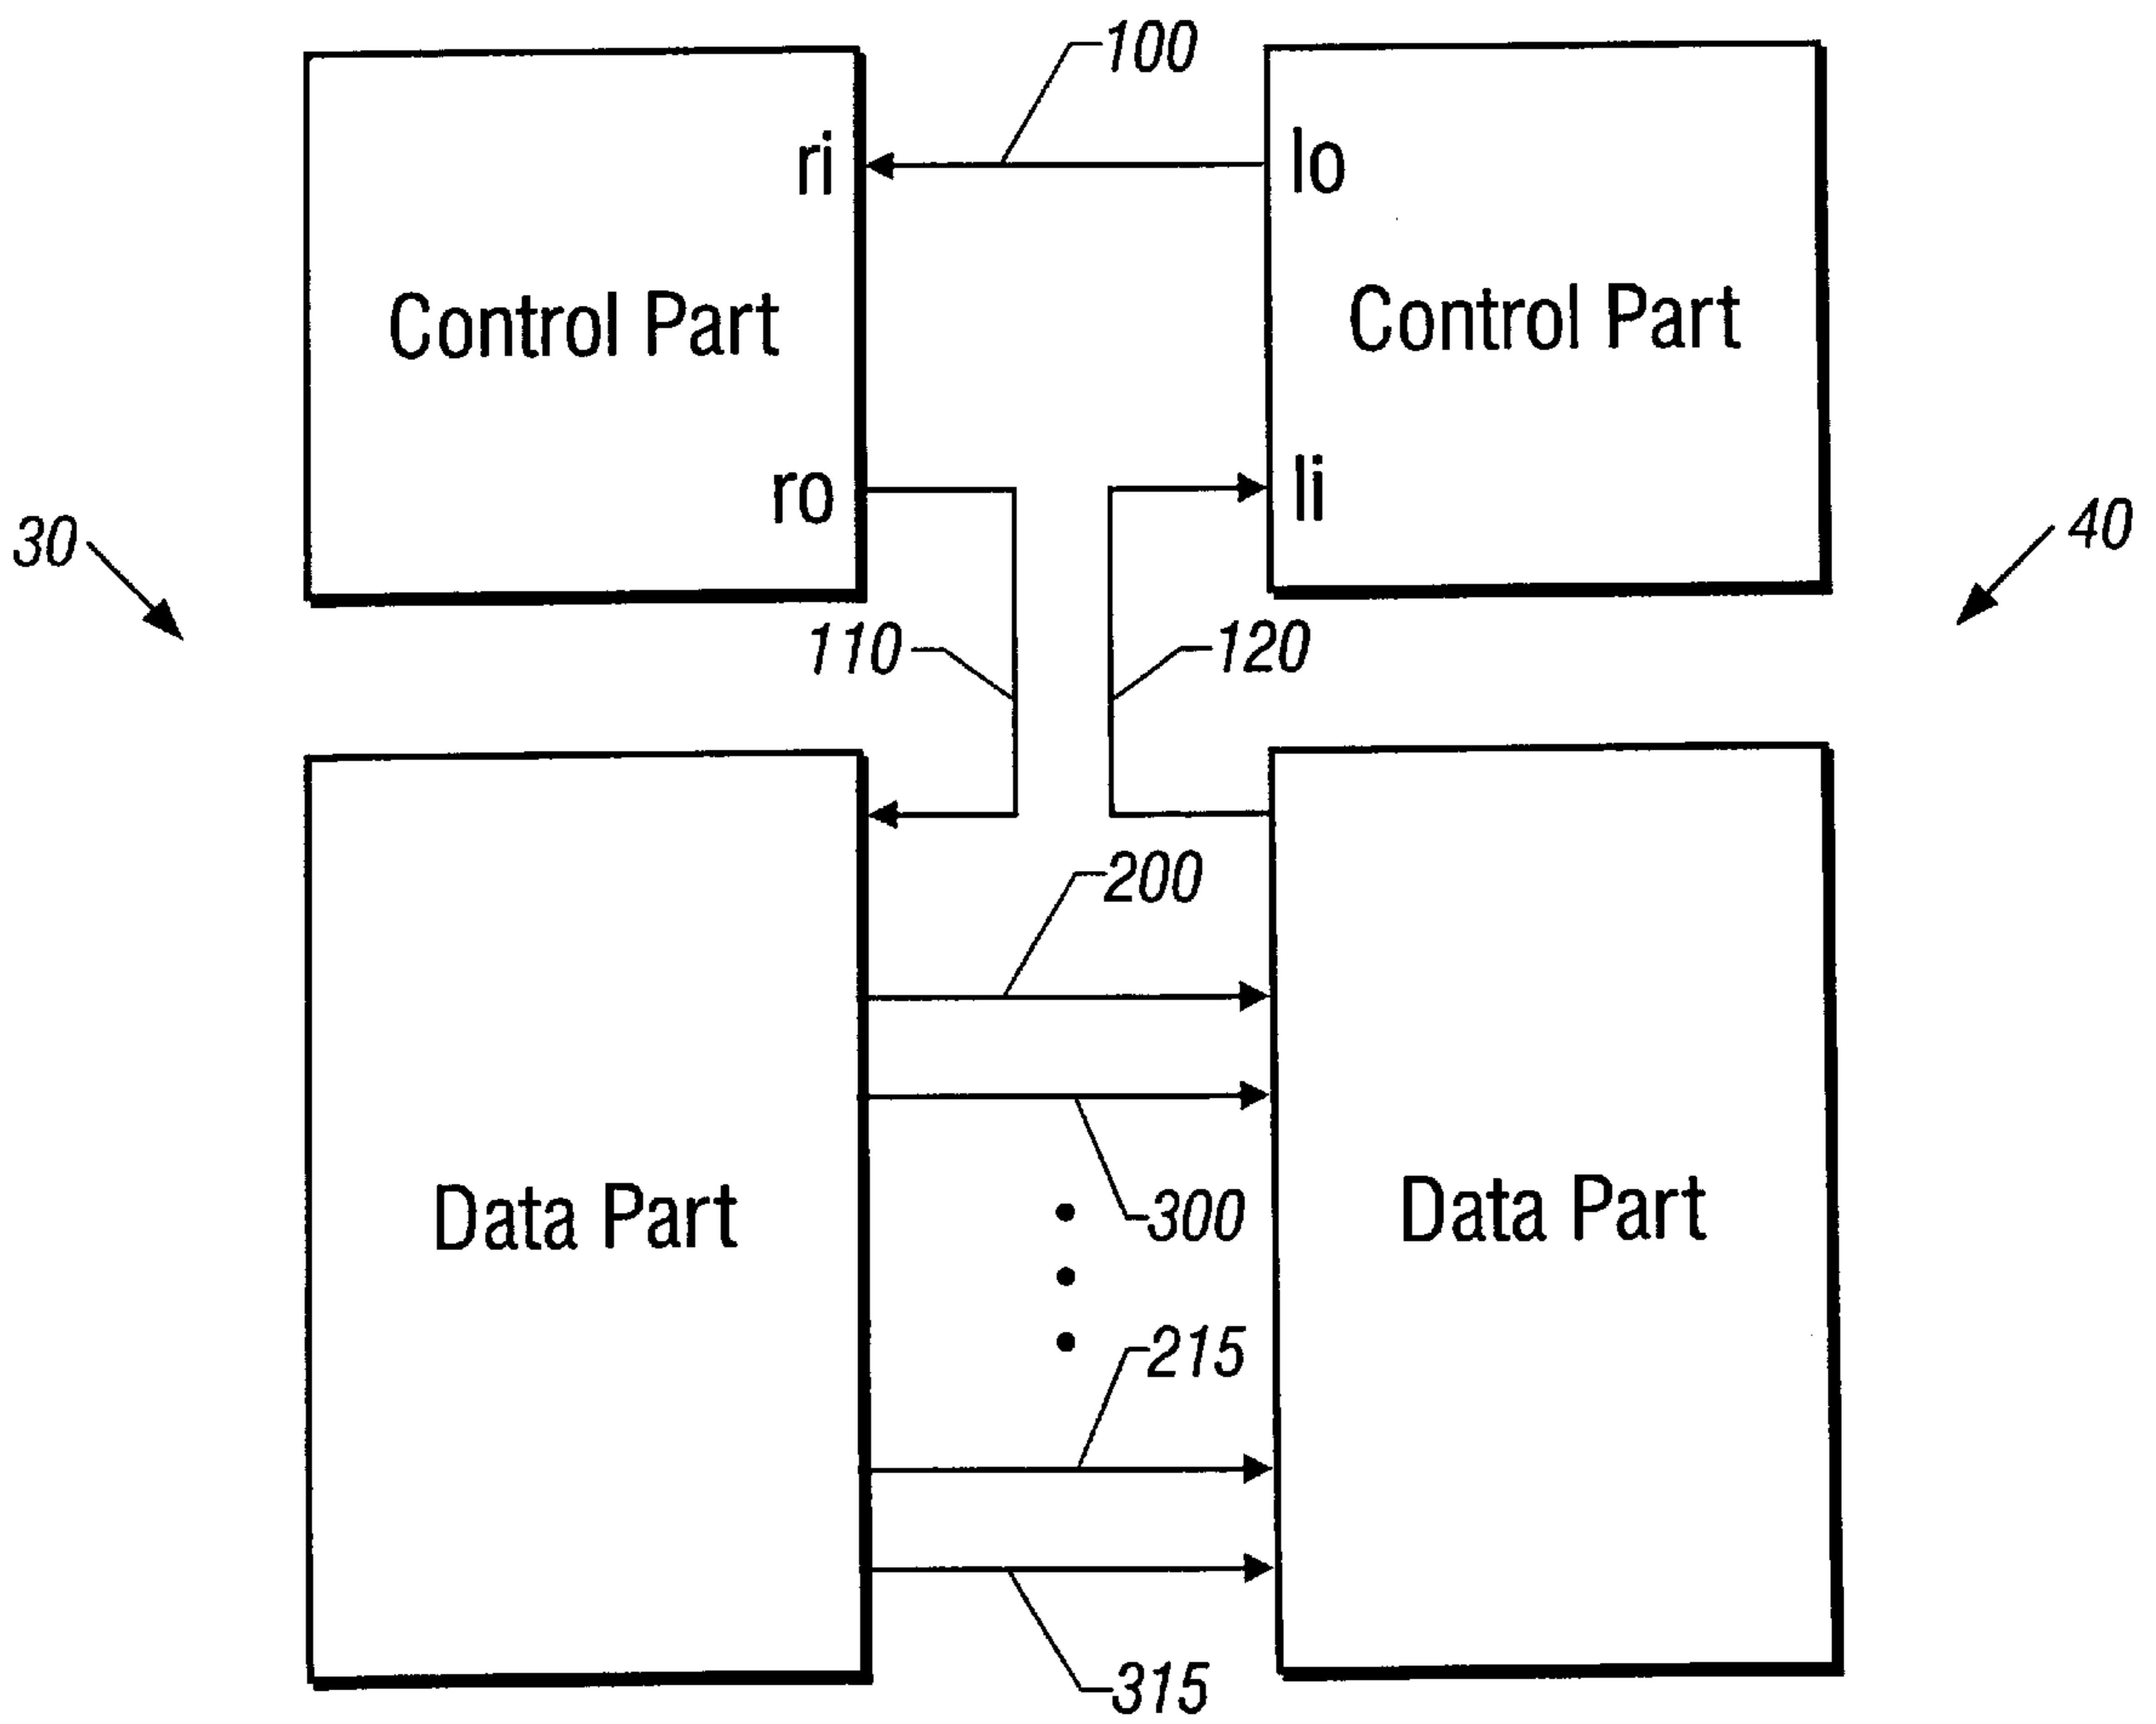 100
ri
lo
Control Part
Control Part
ro
li
30
40
110
120
200
Data Part
300
Data Part
215
315